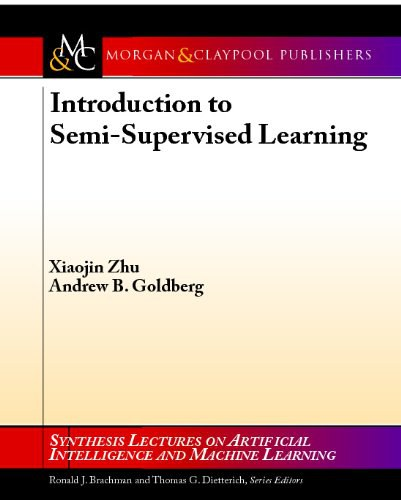 M
&C
MORGAN & CLAYPOOL PUBLISHERS
Introduction to
Semi-Supervised Learning
Xiaojin Zhu
Andrew B. Goldberg
SYNTHESIS LECTURES ON ARTIFICIAL
INTELLIGENCE AND MACHINE LEARNING
Ronald J. Brachman and Thomas G. Dietterich, Series Editors